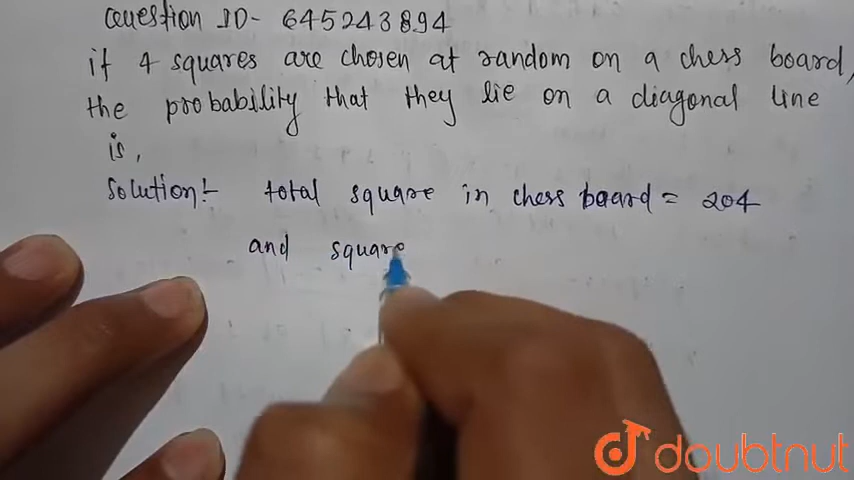 Question ID- 645243894
if 4 squares are chosen at random on a chess board,
the probability that they lie on a diagonal line
is,
Solution!- total square in chess board = 204
and square
doubtnut